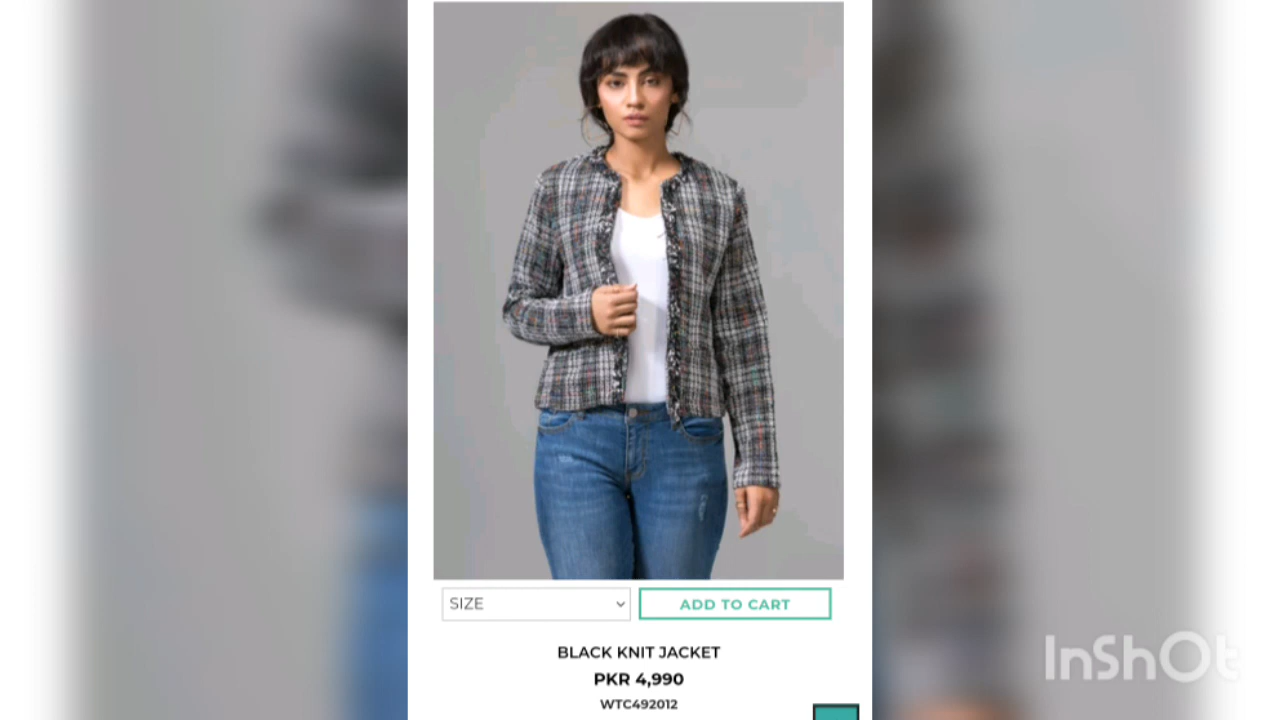 SIZE
ADD TO CART
BLACK KNIT JACKET
PKR 4,990
WTC492012
InShOt